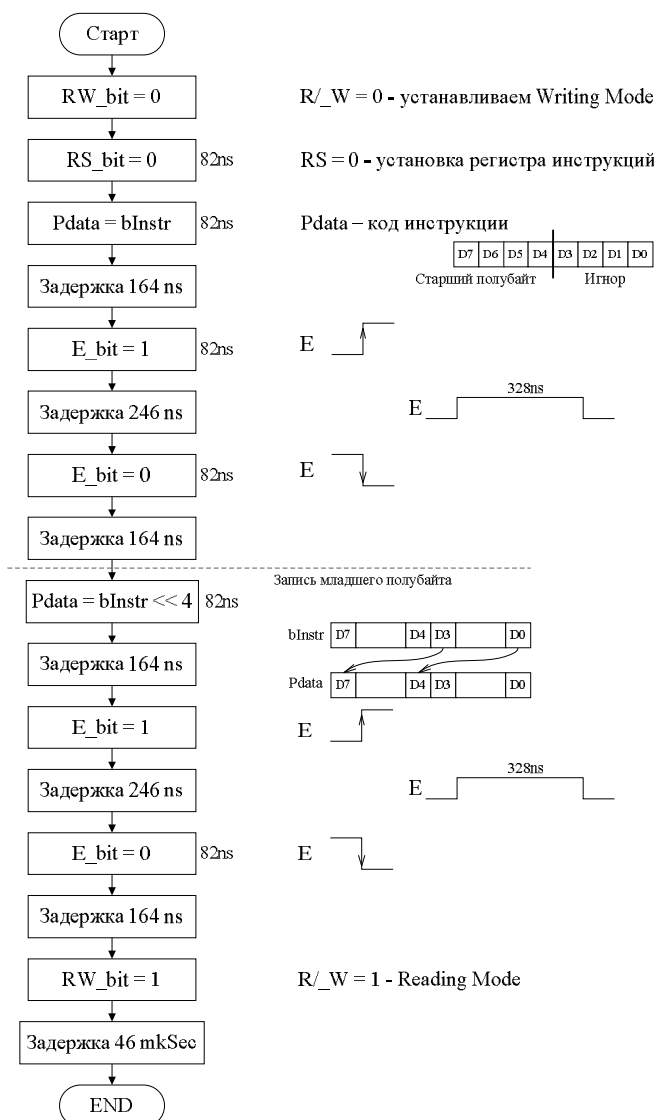 Старт
RW_bit = 0
R/_W = 0 - устанавливаем Writing Mode
RS_bit = 0 82ns
RS = 0 - установка регистра инструкций
Pdata = bInstr 82ns
Pdata – код инструкции
D7 D6 D5 D4 D3 D2 D1 D0
Старший полубайт Игнор
Задержка 164 ns
E_bit = 1 82ns
E
Задержка 246 ns
E 328ns
E_bit = 0 82ns
E
Задержка 164 ns
Запись младшего полубайта
Pdata = bInstr << 4 82ns
bInstr D7 D4 D3 D0
Задержка 164 ns
Pdata D7 D4 D3 D0
E_bit = 1
E
Задержка 246 ns
E 328ns
E_bit = 0 82ns
E
Задержка 164 ns
RW_bit = 1
R/_W = 1 - Reading Mode
Задержка 46 mkSec
END